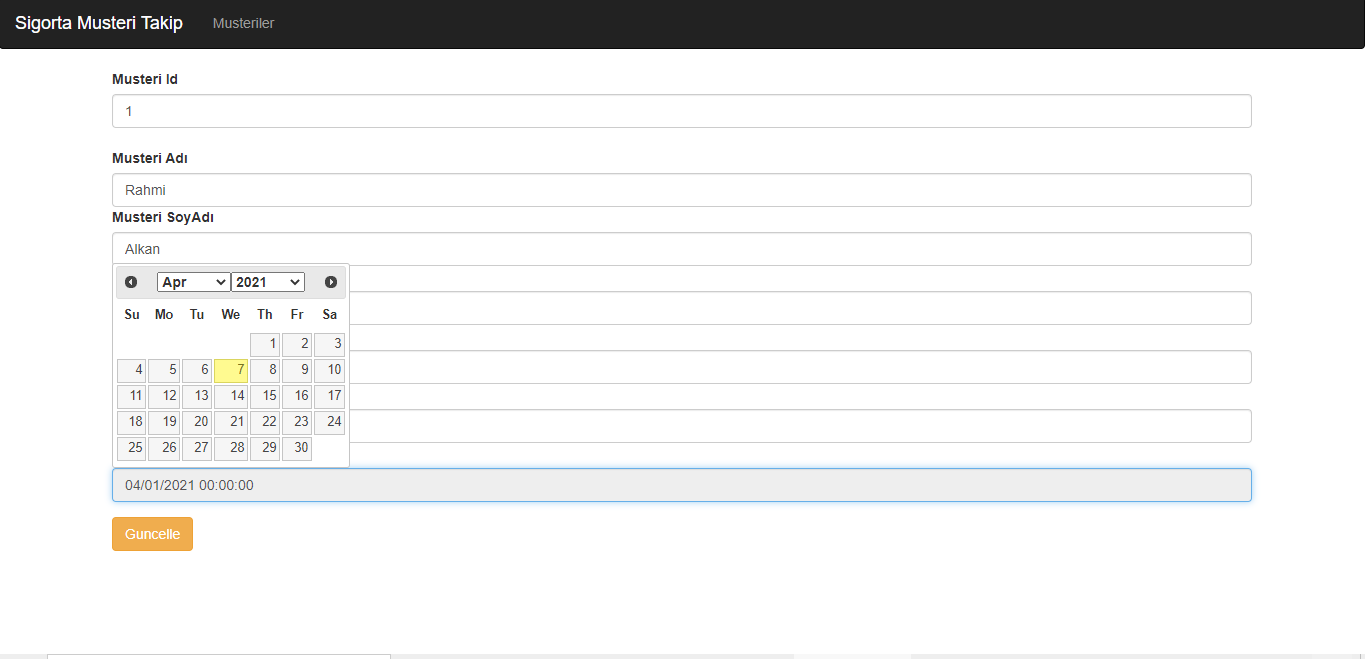 Sigorta Musteri Takip Musteriler
Musteri Id
1
Musteri Adı
Rahmi
Musteri SoyAdı
Alkan
Apr 2021
Su Mo Tu We Th Fr Sa
1 2 3
4 5 6 7 8 9 10
11 12 13 14 15 16 17
18 19 20 21 22 23 24
25 26 27 28 29 30
04/01/2021 00:00:00
Guncelle